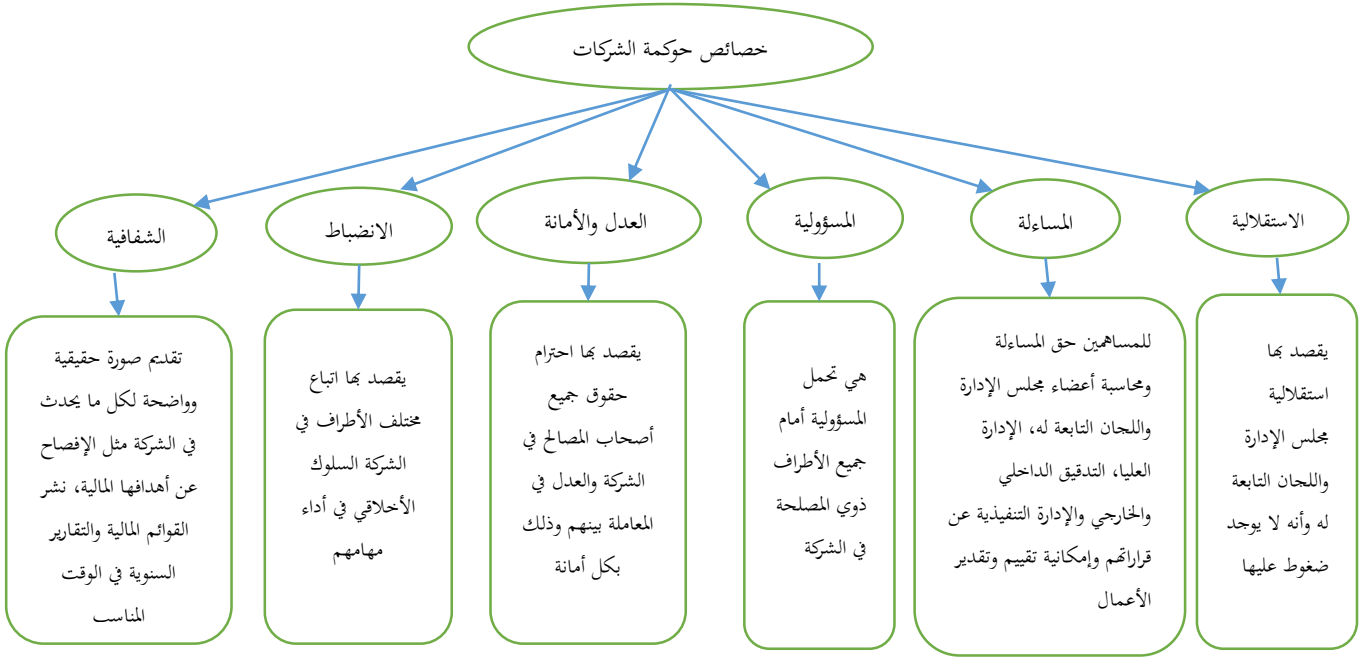 خصائص حوكمة الشركات
الاستقلالية
المساءلة
المسؤولية
العدل والأمانة
الانضباط
الشفافية
يقصد بها
استقلالية
مجلس الإدارة
واللجان التابعة
له وأنه لا يوجد
ضغوط عليها
للمساهمين حق المساءلة
ومحاسبة أعضاء مجلس الإدارة
واللجان التابعة له، الإدارة
العليا، التدقيق الداخلي
والخارجي والإدارة التنفيذية عن
قراراتهم وإمكانية تقييم وتقدير
الأعمال
هي تحمل
المسؤولية أمام
جميع الأطراف
ذوي المصلحة
في الشركة
يقصد بها احترام
حقوق جميع
أصحاب المصالح في
الشركة والعدل في
المعاملة بينهم وذلك
بكل أمانة
يقصد بها اتباع
مختلف الأطراف في
الشركة السلوك
الأخلاقي في أداء
مهامهم
تقديم صورة حقيقية
وواضحة لكل ما يحدث
في الشركة مثل الإفصاح
عن أهدافها المالية، نشر
القوائم المالية والتقارير
السنوية في الوقت
المناسب